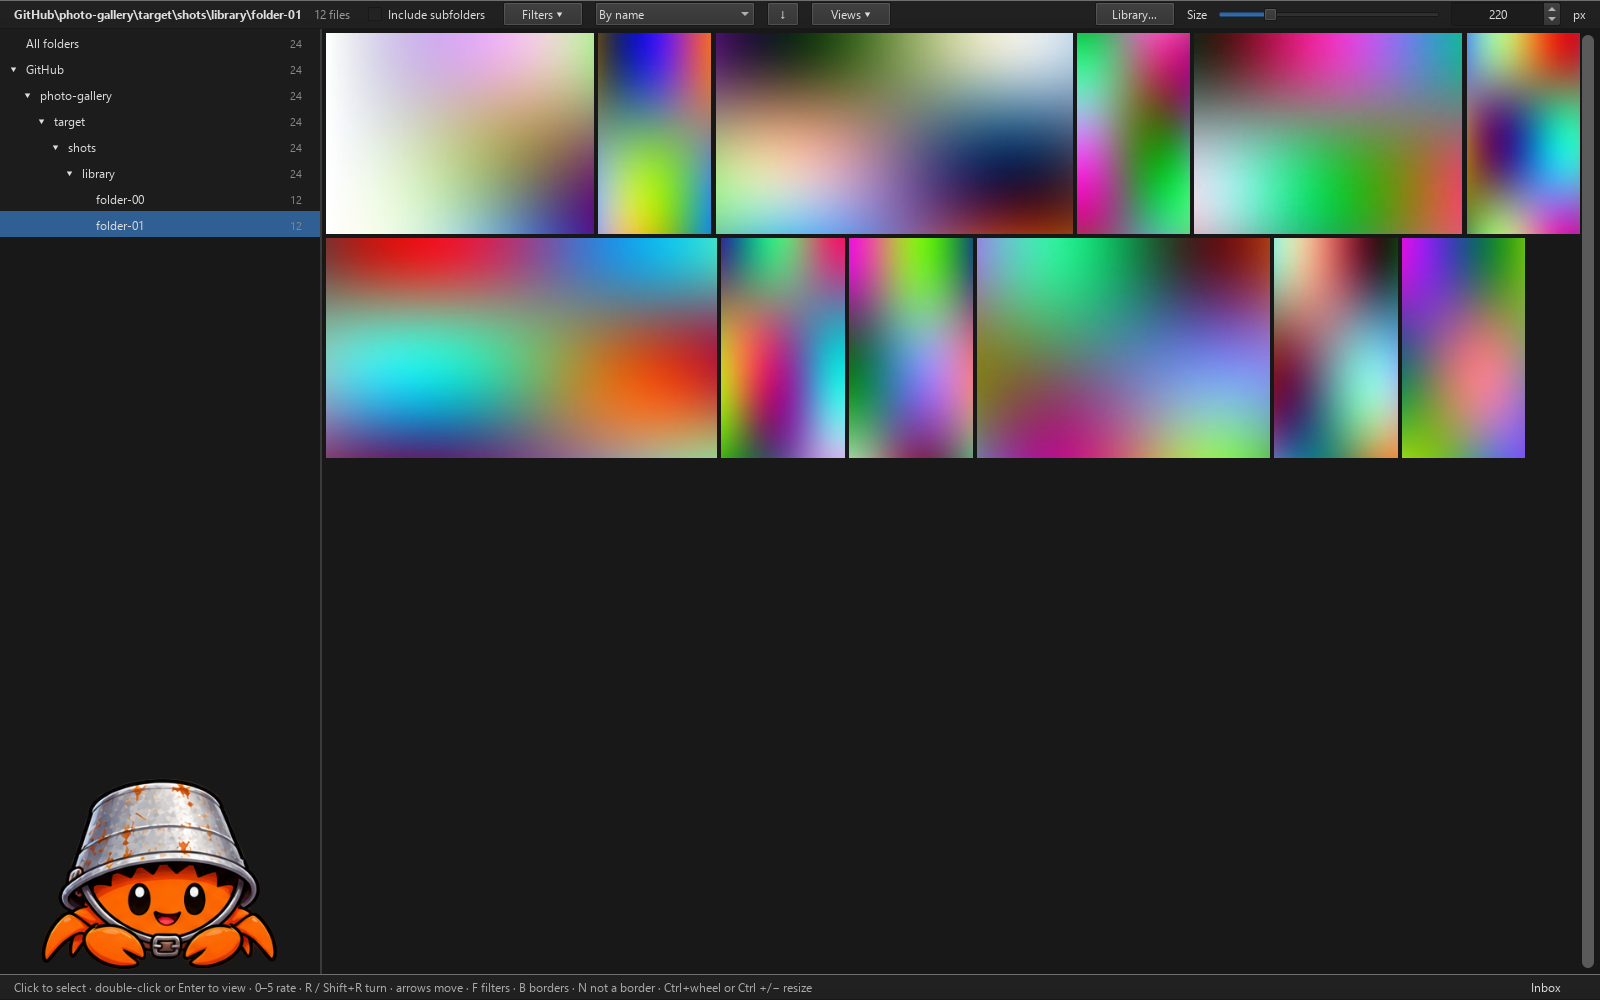 GitHub\photo-gallery\target\shots\library\folder-01 12 files Include subfolders Filters ▾ By name ↓ Views ▾ Library... Size 220 px
All folders 24
GitHub 24
photo-gallery 24
target 24
shots 24
library 24
folder-00 12
folder-01 12
Click to select · double-click or Enter to view · 0–5 rate · R / Shift+R turn · arrows move · F filters · B borders · N not a border · Ctrl+wheel or Ctrl +/− resize Inbox